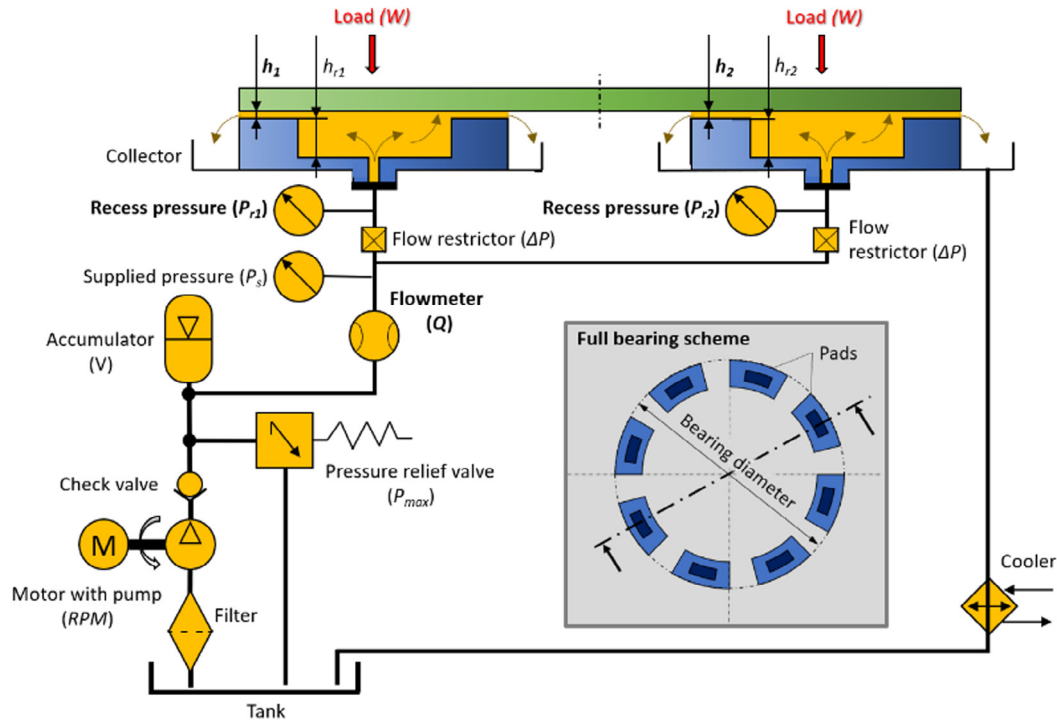 Load (W)
Load (W)
h1
hr1
h2
hr2
Collector
Recess pressure (Pr1)
Recess pressure (Pr2)
Flow restrictor (ΔP)
Flow
restrictor (ΔP)
Supplied pressure (Ps)
Flowmeter
(Q)
Accumulator
(V)
Full bearing scheme
Pads
Bearing diameter
Pressure relief valve
(Pmax)
Check valve
M
Motor with pump
(RPM)
Filter
Cooler
Tank